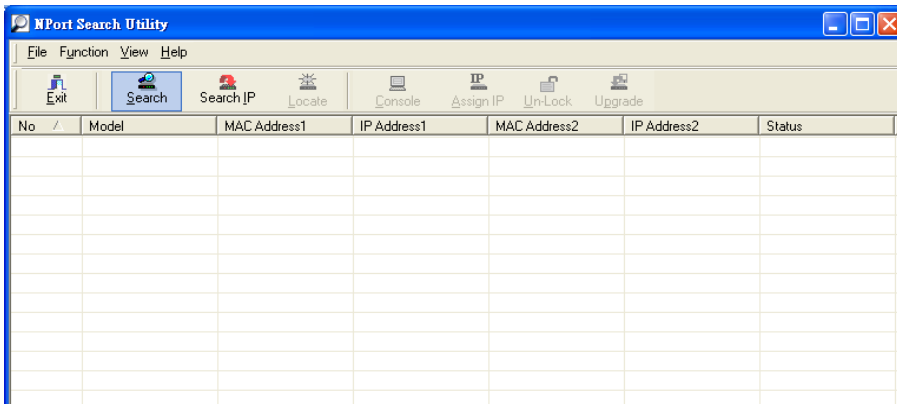 NPort Search Utility
File Function View Help
Exit Search Search IP Locate Console Assign IP Un-Lock Upgrade
No Model MAC Address1 IP Address1 MAC Address2 IP Address2 Status